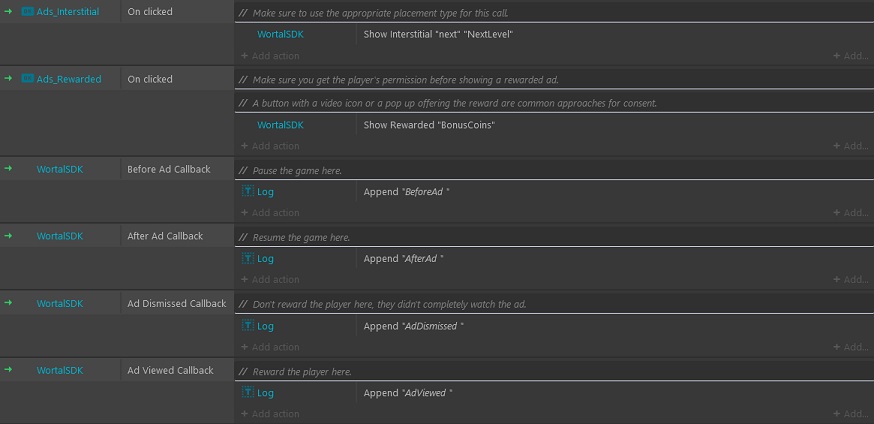 Ads_Interstitial On clicked // Make sure to use the appropriate placement type for this call.
WortalSDK Show Interstitial "next" "NextLevel"
+ Add action + Add...
Ads_Rewarded On clicked // Make sure you get the player's permission before showing a rewarded ad.
// A button with a video icon or a pop up offering the reward are common approaches for consent.
WortalSDK Show Rewarded "BonusCoins"
+ Add action + Add...
WortalSDK Before Ad Callback // Pause the game here.
T Log Append "BeforeAd "
+ Add action + Add...
WortalSDK After Ad Callback // Resume the game here.
T Log Append "AfterAd "
+ Add action + Add...
WortalSDK Ad Dismissed Callback // Don't reward the player here, they didn't completely watch the ad.
T Log Append "AdDismissed "
+ Add action + Add...
WortalSDK Ad Viewed Callback // Reward the player here.
T Log Append "AdViewed "
+ Add action + Add...